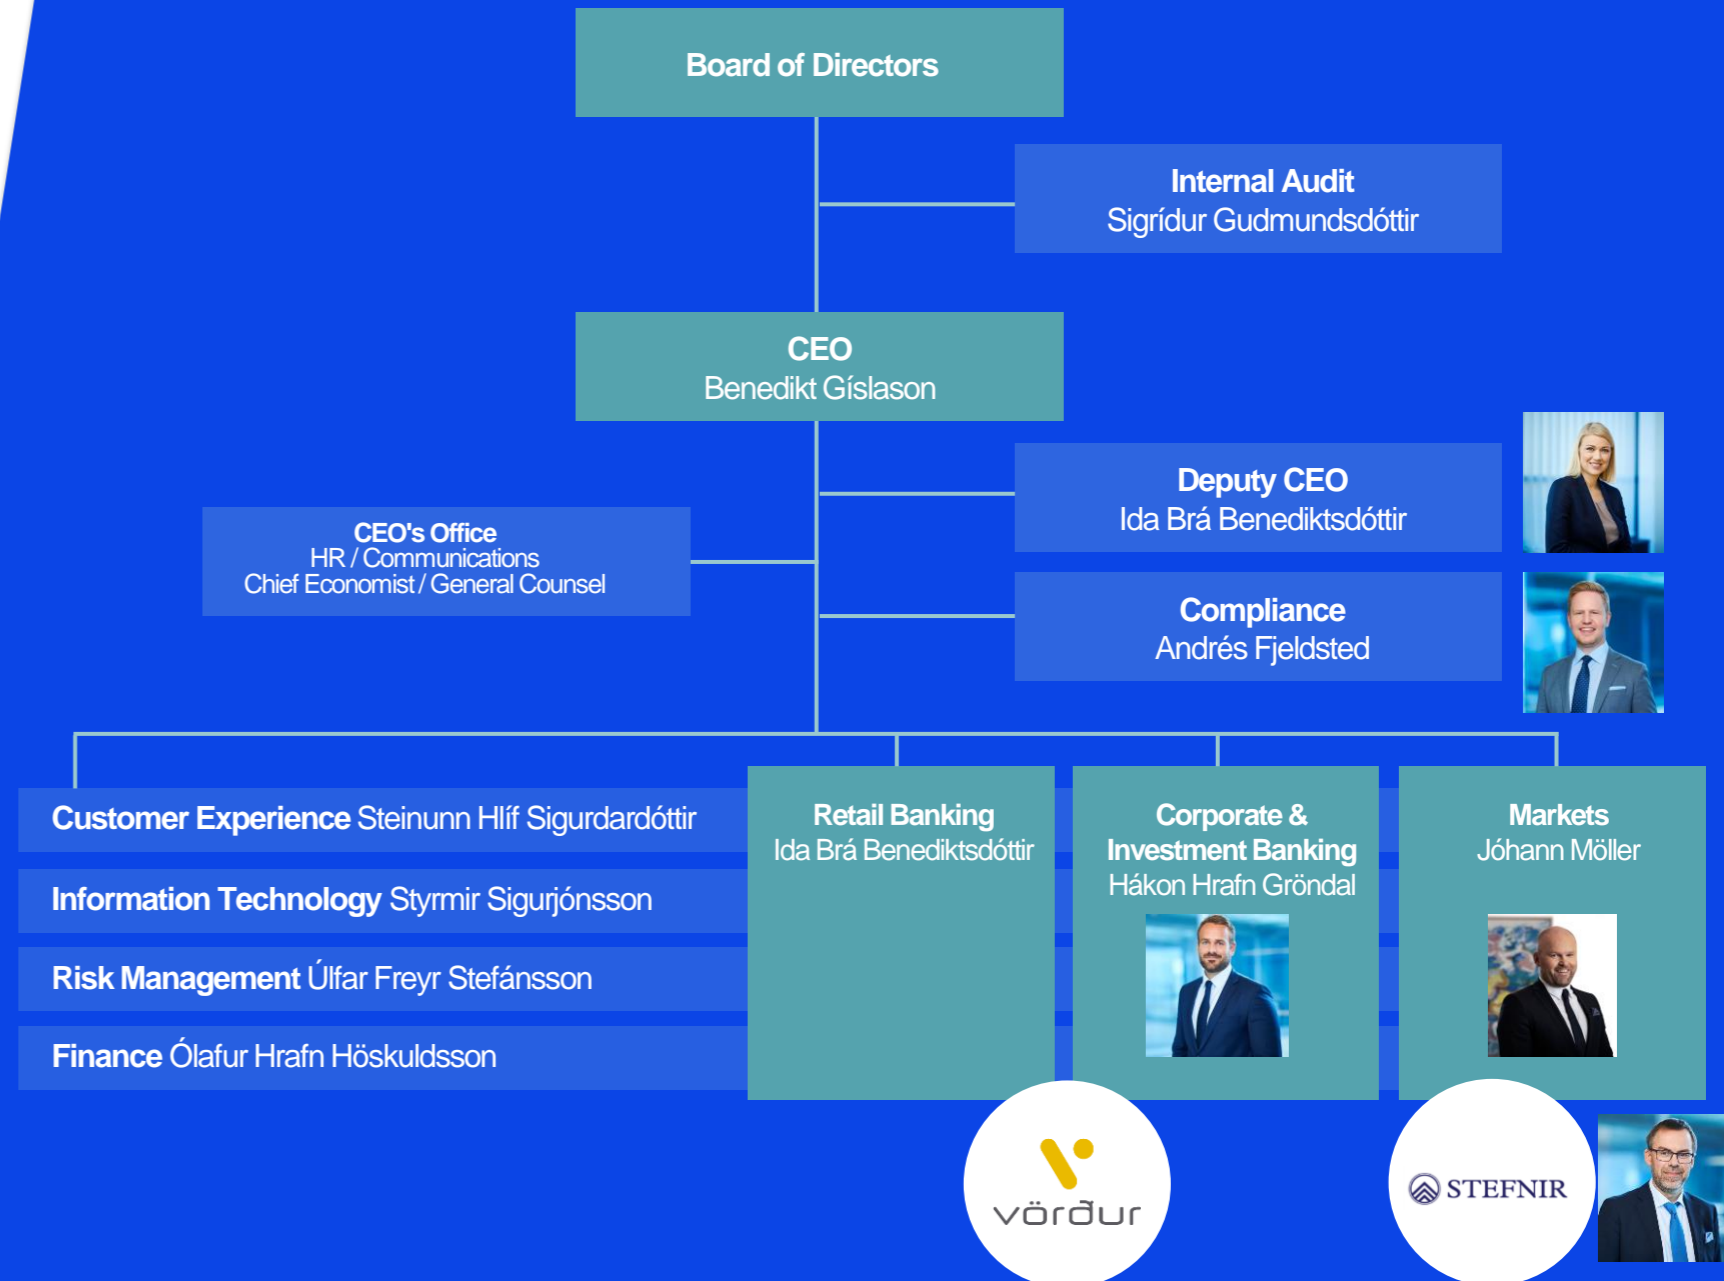 Board of Directors
Internal Audit
Sigrídur Gudmundsdóttir
CEO
Benedikt Gíslason
Deputy CEO
Ida Brá Benediktsdóttir
CEO's Office
HR / Communications
Chief Economist / General Counsel
Compliance
Andrés Fjeldsted
Customer Experience Steinunn Hlíf Sigurdardóttir
Information Technology Styrmir Sigurjónsson
Risk Management Úlfar Freyr Stefánsson
Finance Ólafur Hrafn Höskuldsson
Retail Banking
Ida Brá Benediktsdóttir
Corporate &
Investment Banking
Hákon Hrafn Gröndal
Markets
Jóhann Möller
vörður
STEFNIR